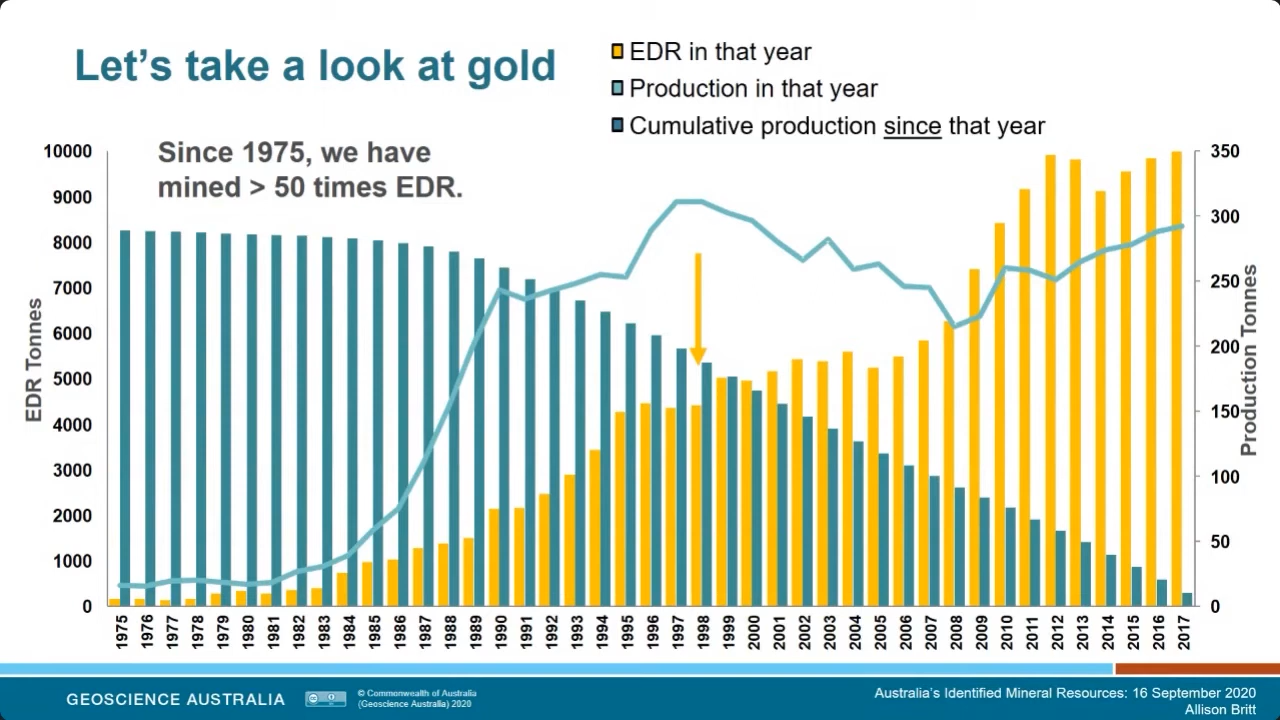 Let's take a look at gold
EDR in that year
Production in that year
Cumulative production since that year
Since 1975, we have
mined > 50 times EDR.
10000
9000
8000
7000
6000
5000
4000
3000
2000
1000
0
EDR Tonnes
350
300
250
200
150
100
50
0
Production Tonnes
1975 1976 1977 1978 1979 1980 1981 1982 1983 1984 1985 1986 1987 1988 1989 1990 1991 1992 1993 1994 1995 1996 1997 1998 1999 2000 2001 2002 2003 2004 2005 2006 2007 2008 2009 2010 2011 2012 2013 2014 2015 2016 2017
GEOSCIENCE AUSTRALIA
© Commonwealth of Australia
(Geoscience Australia) 2020
Australia's Identified Mineral Resources: 16 September 2020
Allison Britt